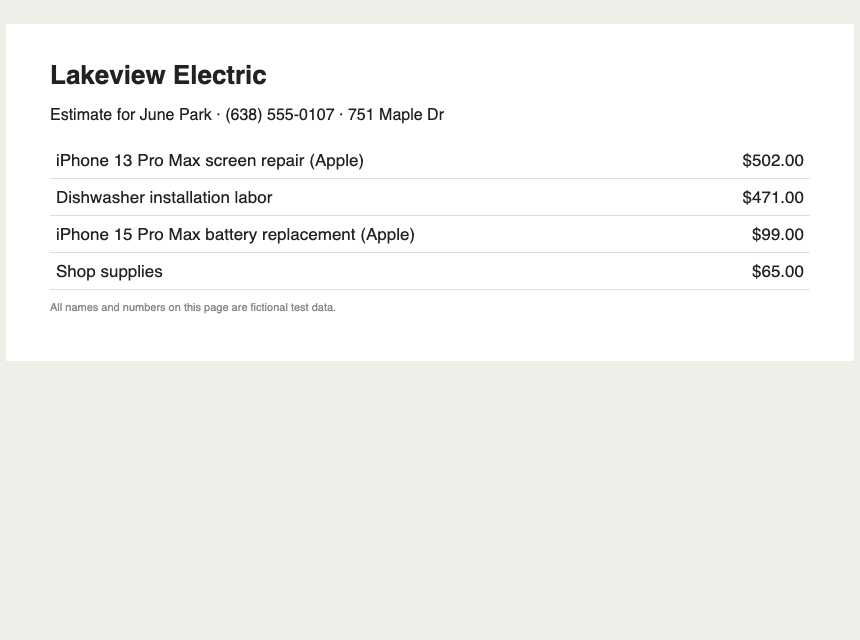 Lakeview Electric
Estimate for June Park · (638) 555-0107 · 751 Maple Dr
iPhone 13 Pro Max screen repair (Apple) $502.00
Dishwasher installation labor $471.00
iPhone 15 Pro Max battery replacement (Apple) $99.00
Shop supplies $65.00
All names and numbers on this page are fictional test data.